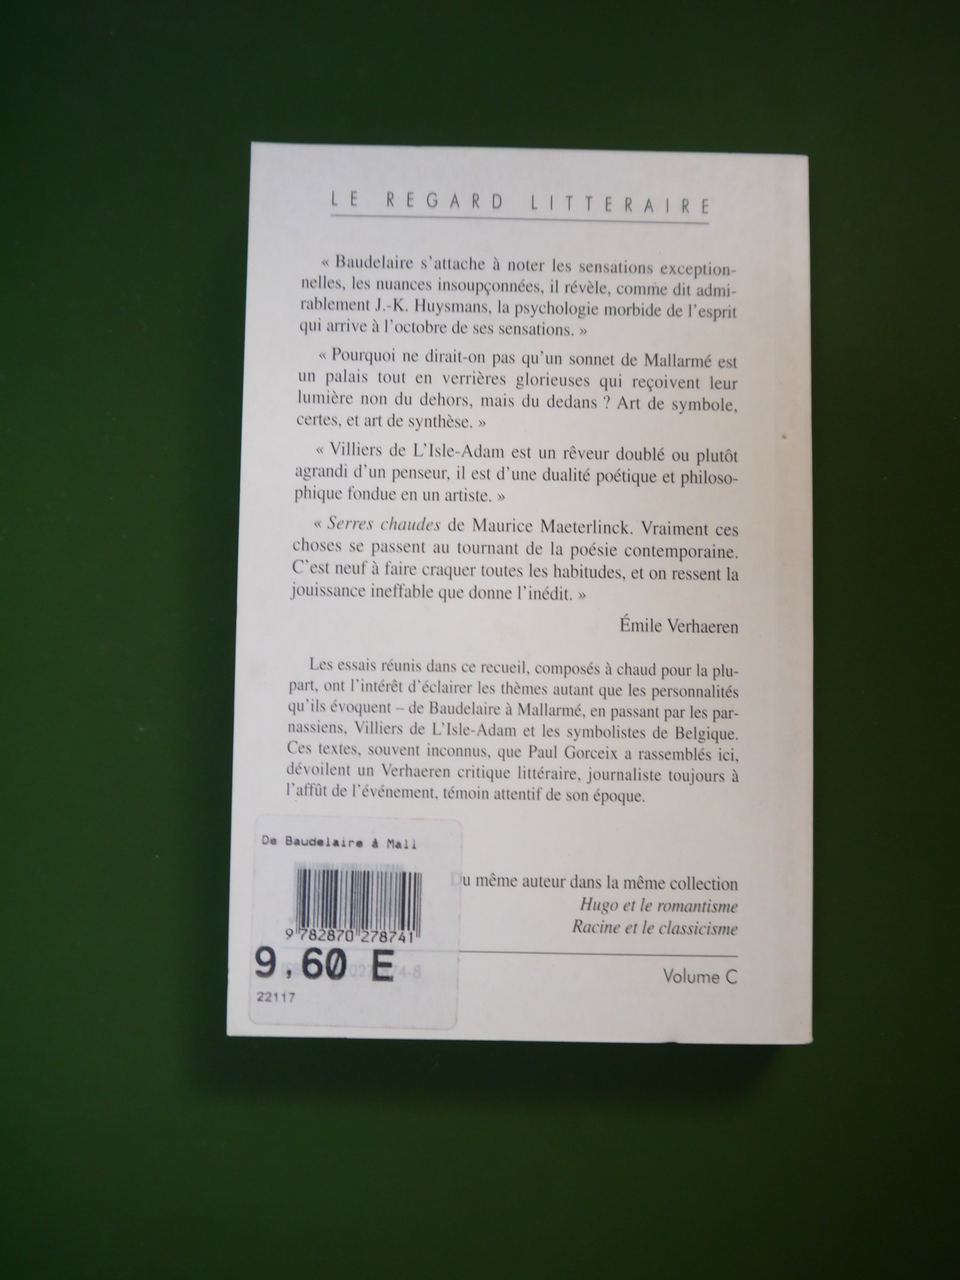 LE REGARD LITTERAIRE
« Baudelaire s'attache à noter les sensations exception-
nelles, les nuances insoupçonnées, il révèle, comme dit admi-
rablement J.-K. Huysmans, la psychologie morbide de l'esprit
qui arrive à l'octobre de ses sensations. »
« Pourquoi ne dirait-on pas qu'un sonnet de Mallarmé est
un palais tout en verrières glorieuses qui reçoivent leur
lumière non du dehors, mais du dedans ? Art de symbole,
certes, et art de synthèse. »
« Villiers de L'Isle-Adam est un rêveur doublé ou plutôt
agrandi d'un penseur, il est d'une dualité poétique et philoso-
phique fondue en un artiste. »
« Serres chaudes de Maurice Maeterlinck. Vraiment ces
choses se passent au tournant de la poésie contemporaine.
C'est neuf à faire craquer toutes les habitudes, et on ressent la
jouissance ineffable que donne l'inédit. »
Émile Verhaeren
Les essais réunis dans ce recueil, composés à chaud pour la plu-
part, ont l'intérêt d'éclairer les thèmes autant que les personnalités
qu'ils évoquent – de Baudelaire à Mallarmé, en passant par les par-
nassiens, Villiers de L'Isle-Adam et les symbolistes de Belgique.
Ces textes, souvent inconnus, que Paul Gorceix a rassemblés ici,
dévoilent un Verhaeren critique littéraire, journaliste toujours à
l'affût de l'événement, témoin attentif de son époque.
De Baudelaire à Mall
Du même auteur dans la même collection
Hugo et le romantisme
Racine et le classicisme
9 782870 278741
9,60 E
22117
Volume C